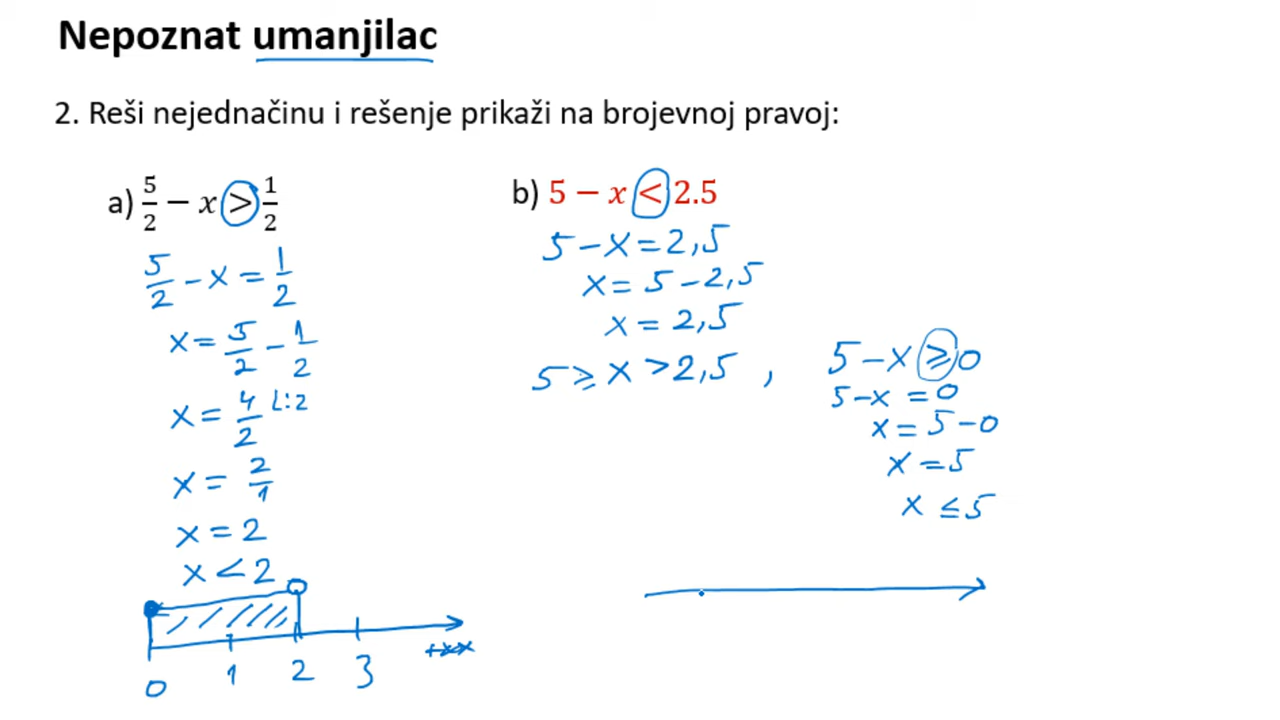 Nepoznat umanjilac
2. Reši nejednačinu i rešenje prikaži na brojevnoj pravoj:
a) 5/2 − x > 1/2
5/2 − x = 1/2
x = 5/2 − 1/2
x = 4/2 L:2
x = 2/1
x = 2
x < 2
0 1 2 3
b) 5 − x < 2.5
5 − x = 2,5
x = 5 − 2,5
x = 2,5
5 ≥ x > 2,5 , 5 − x ≥ 0
5 − x = 0
x = 5 − 0
x = 5
x ≤ 5